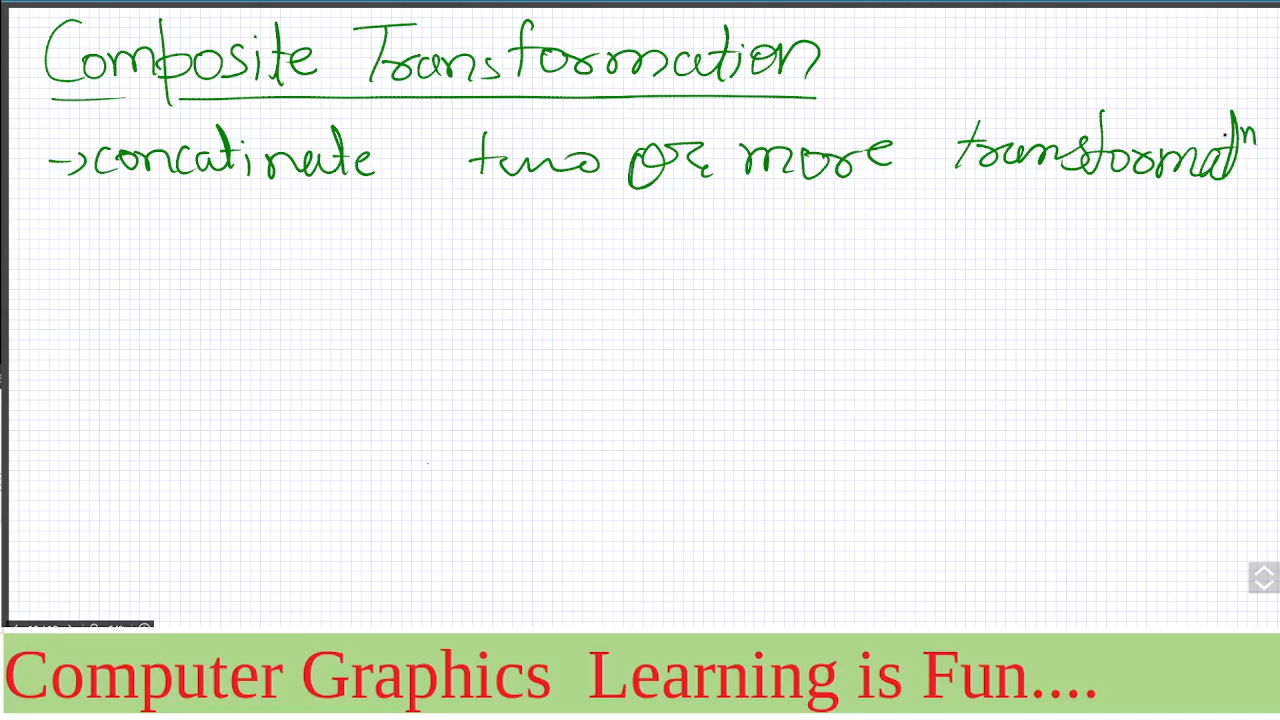 Composite Transformation
→ concatinate two or more transformatⁿ
Computer Graphics Learning is Fun....